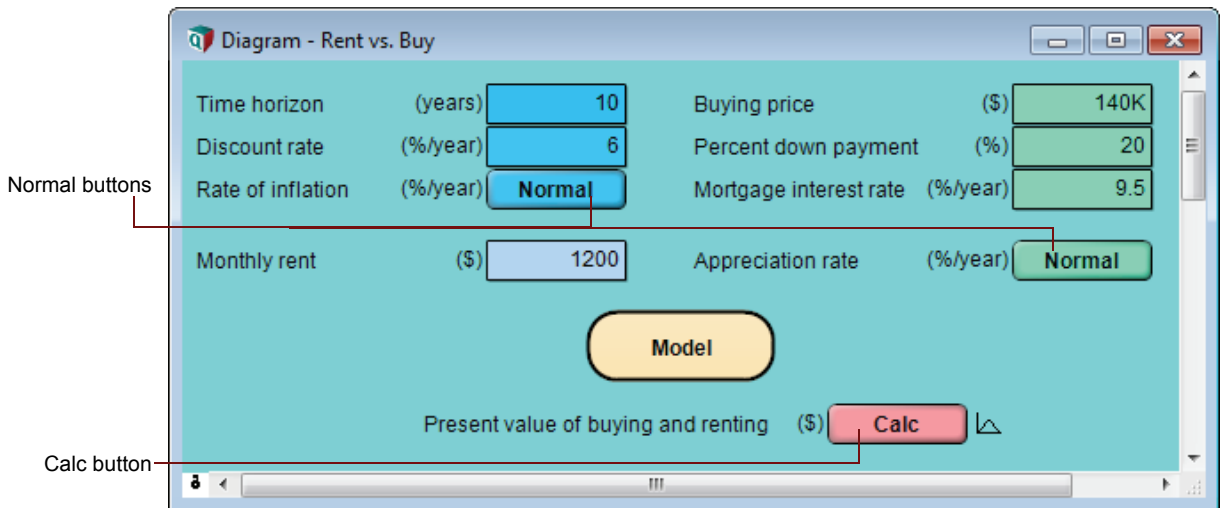 Diagram - Rent vs. Buy
Time horizon (years) 10 Buying price ($) 140K
Discount rate (%/year) 6 Percent down payment (%) 20
Normal buttons
Rate of inflation (%/year) Normal Mortgage interest rate (%/year) 9.5
Monthly rent ($) 1200 Appreciation rate (%/year) Normal
Model
Present value of buying and renting ($) Calc
Calc button